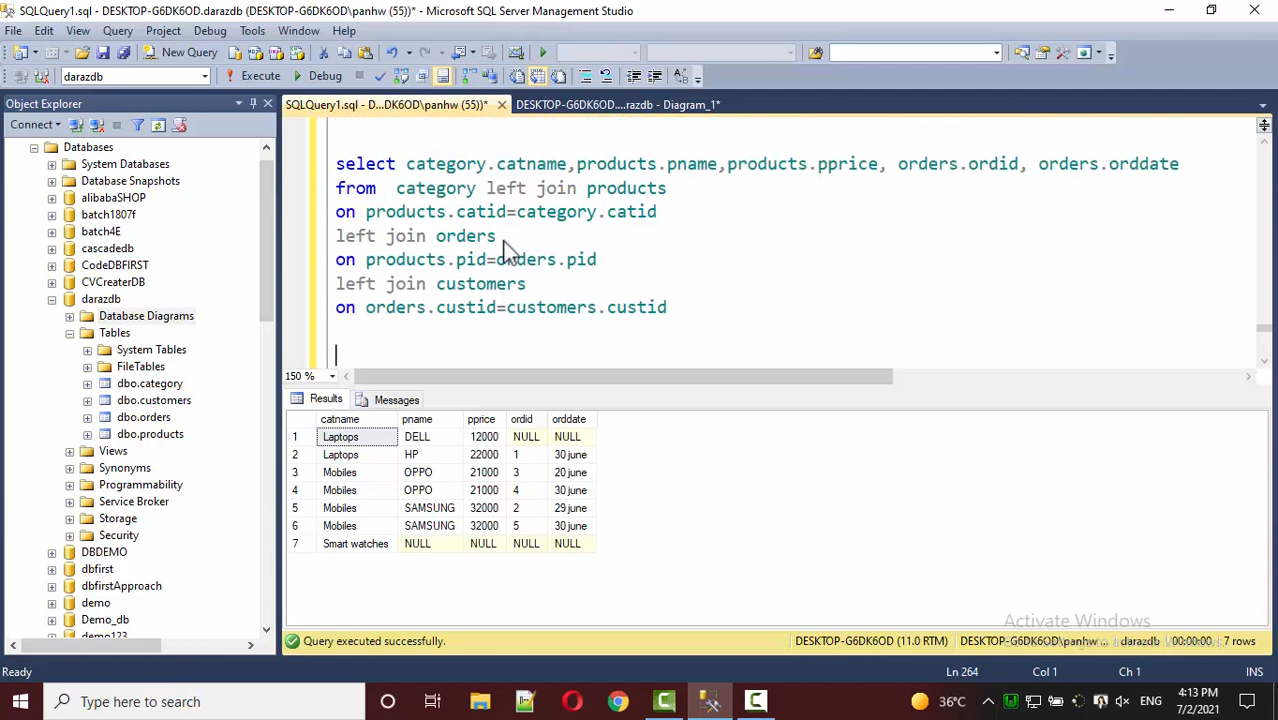 SQLQuery1.sql - DESKTOP-G6DK6OD.darazdb (DESKTOP-G6DK6OD\panhw (55))* - Microsoft SQL Server Management Studio
File Edit View Query Project Debug Tools Window Help
New Query
darazdb Execute Debug
Object Explorer
SQLQuery1.sql - D...DK6OD\panhw (55))* DESKTOP-G6DK6OD....razdb - Diagram_1*
Connect
Databases
System Databases
Database Snapshots
alibabaSHOP
batch1807f
batch4E
cascadedb
CodeDBFIRST
CVCreaterDB
darazdb
Database Diagrams
Tables
System Tables
FileTables
dbo.category
dbo.customers
dbo.orders
dbo.products
Views
Synonyms
Programmability
Service Broker
Storage
Security
DBDEMO
dbfirst
dbfirstApproach
demo
Demo_db
demo123
select category.catname,products.pname,products.pprice, orders.ordid, orders.orddate
from category left join products
on products.catid=category.catid
left join orders
on products.pid=orders.pid
left join customers
on orders.custid=customers.custid
150 %
Results Messages
catname pname pprice ordid orddate
1 Laptops DELL 12000 NULL NULL
2 Laptops HP 22000 1 30 june
3 Mobiles OPPO 21000 3 20 june
4 Mobiles OPPO 21000 4 30 june
5 Mobiles SAMSUNG 32000 2 29 june
6 Mobiles SAMSUNG 32000 5 30 june
7 Smart watches NULL NULL NULL NULL
Activate Windows
Query executed successfully. DESKTOP-G6DK6OD (11.0 RTM) DESKTOP-G6DK6OD\panhw ... darazdb 00:00:00 7 rows
Ready Ln 264 Col 1 Ch 1 INS
Type here to search 36°C ENG 4:13 PM
7/2/2021